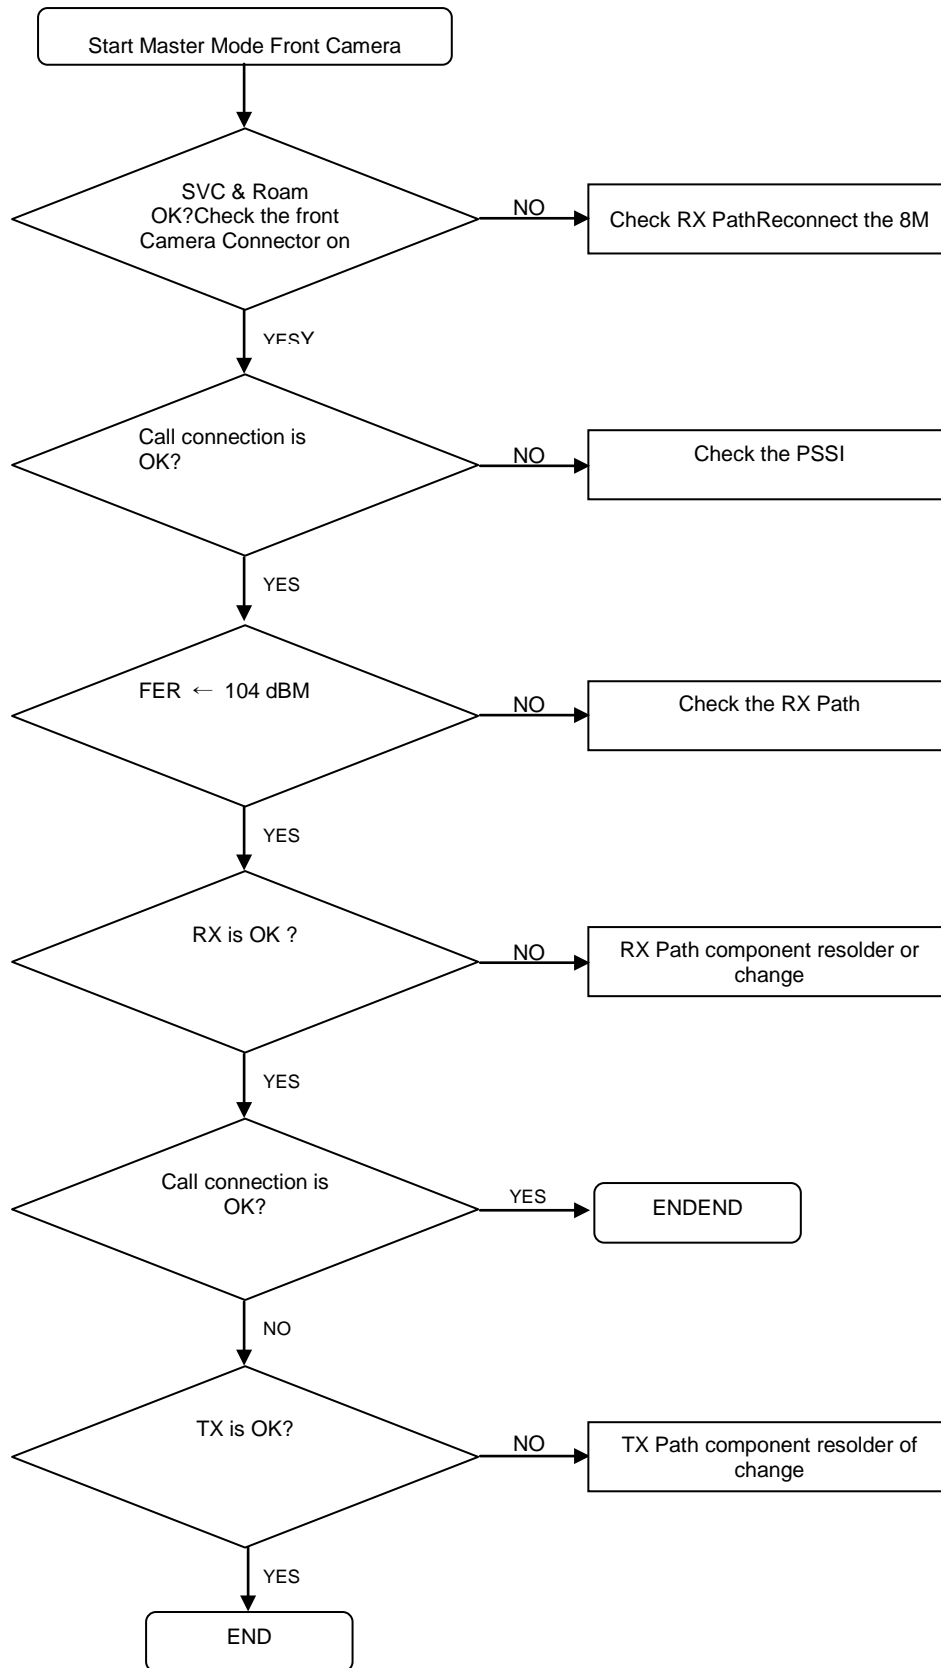 Start Master Mode Front Camera
SVC & Roam
OK?Check the front
Camera Connector on
NO
Check RX PathReconnect the 8M
YESY
Call connection is
OK?
NO
Check the PSSI
YES
FER ← 104 dBM
NO
Check the RX Path
YES
RX is OK ?
NO
RX Path component resolder or
change
YES
Call connection is
OK?
YES
ENDEND
NO
TX is OK?
NO
TX Path component resolder of
change
YES
END